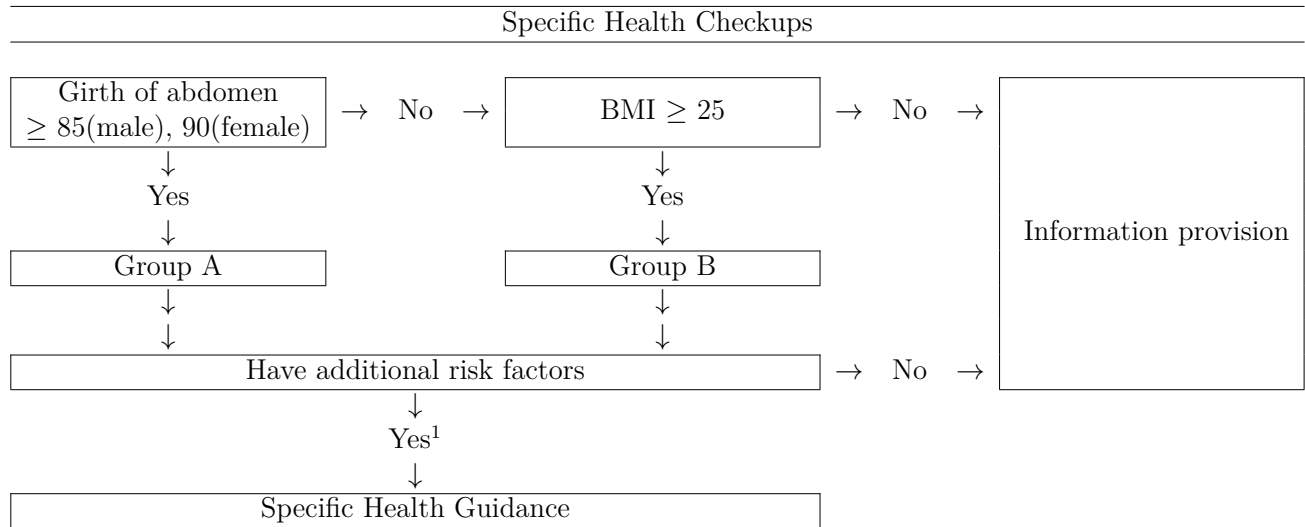 Specific Health Checkups
Girth of abdomen
≥ 85(male), 90(female)
→ No →
BMI ≥ 25
→ No →
Information provision
↓
Yes
↓
↓
Yes
↓
Group A
Group B
↓
↓
↓
↓
Have additional risk factors
→ No →
↓
Yes¹
↓
Specific Health Guidance